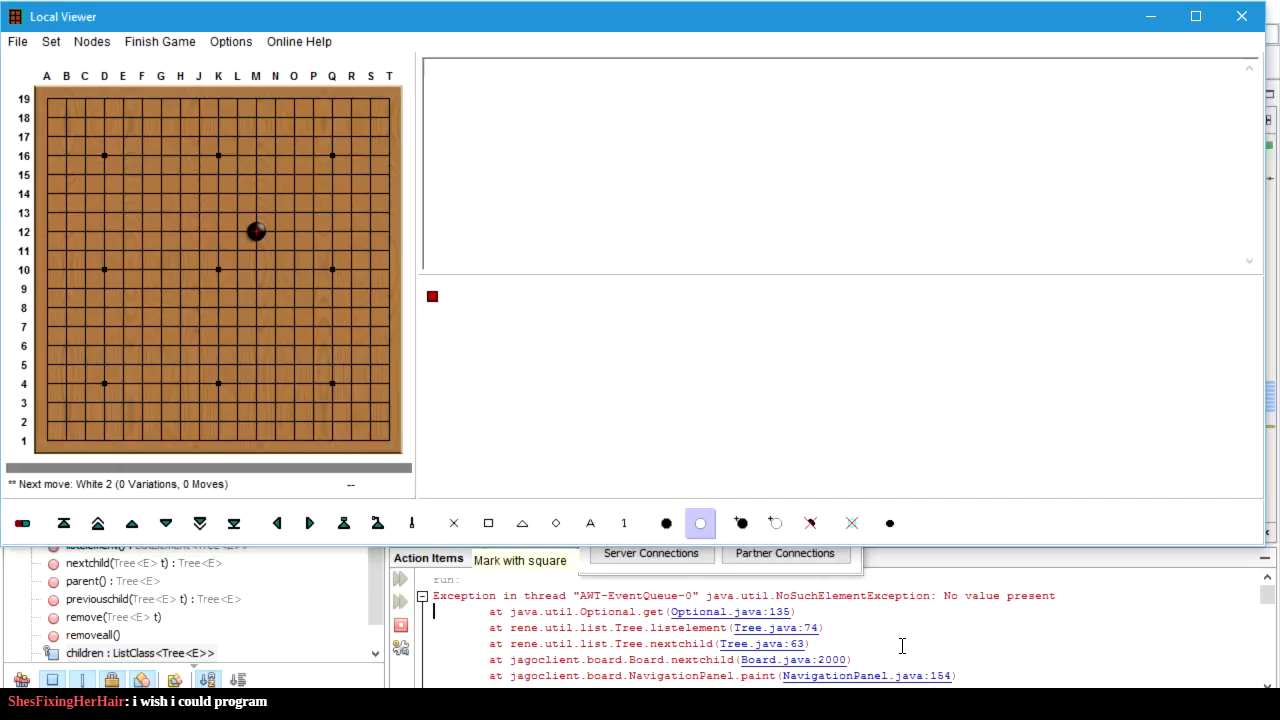 Local Viewer
File Set Nodes Finish Game Options Online Help
A B C D E F G H J K L M N O P Q R S T
19
18
17
16
15
14
13
12
11
10
9
8
7
6
5
4
3
2
1
** Next move: White 2 (0 Variations, 0 Moves) --
A 1
Server Connections Partner Connections
Action Items Mark with square
listelement() : ListElement<Tree<E>>
nextchild(Tree<E> t) : Tree<E>
parent() : Tree<E>
previouschild(Tree<E> t) : Tree<E>
remove(Tree<E> t)
removeall()
children : ListClass<Tree<E>>
run:
Exception in thread "AWT-EventQueue-0" java.util.NoSuchElementException: No value present
at java.util.Optional.get(Optional.java:135)
at rene.util.list.Tree.listelement(Tree.java:74)
at rene.util.list.Tree.nextchild(Tree.java:63)
at jagoclient.board.Board.nextchild(Board.java:2000)
at jagoclient.board.NavigationPanel.paint(NavigationPanel.java:154)
ShesFixingHerHair: i wish i could program